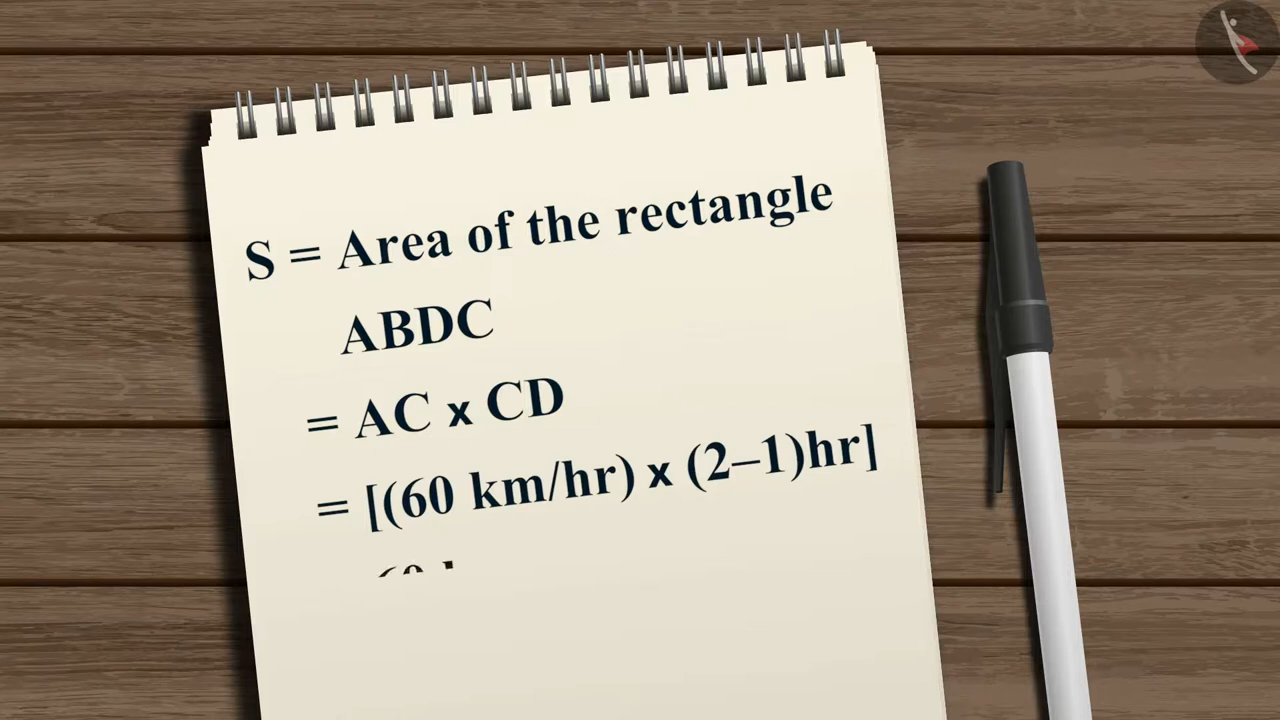 S = Area of the rectangle
ABDC
= AC x CD
= [(60 km/hr) x (2–1)hr]